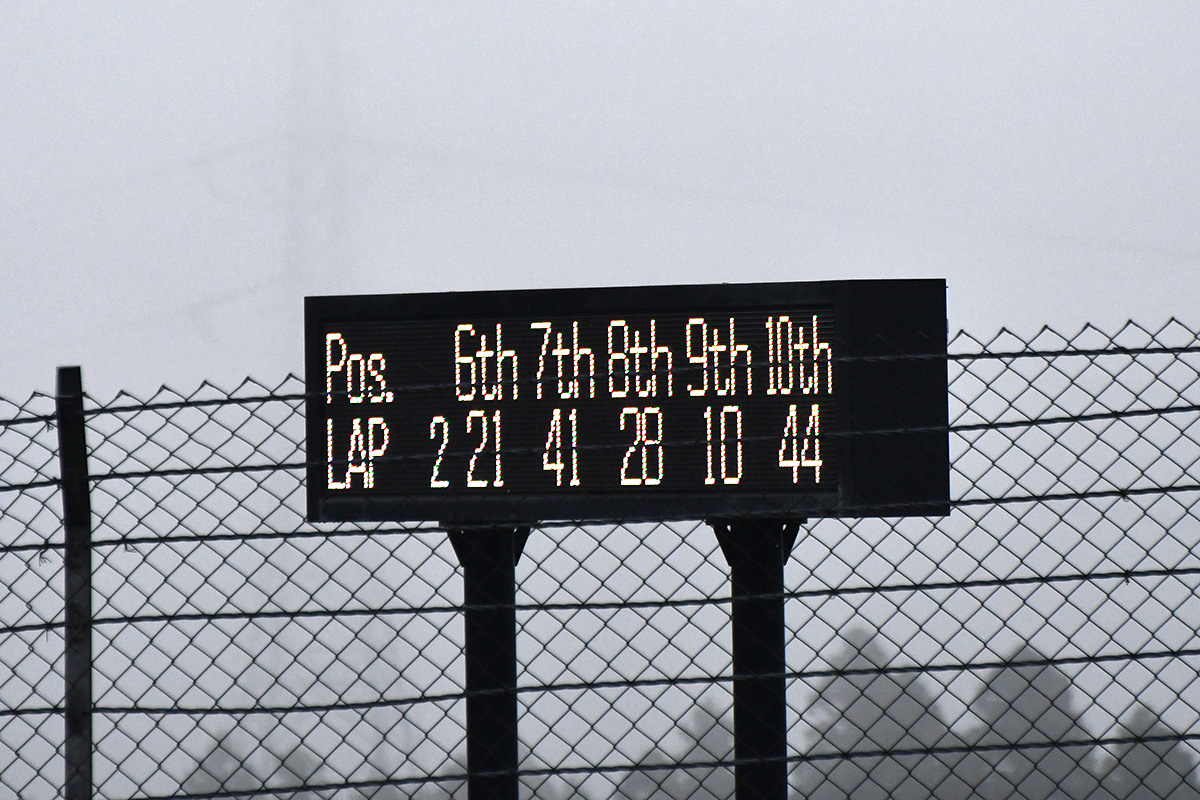 Pos. 6th 7th 8th 9th 10th
LAP 2 21 41 28 10 44